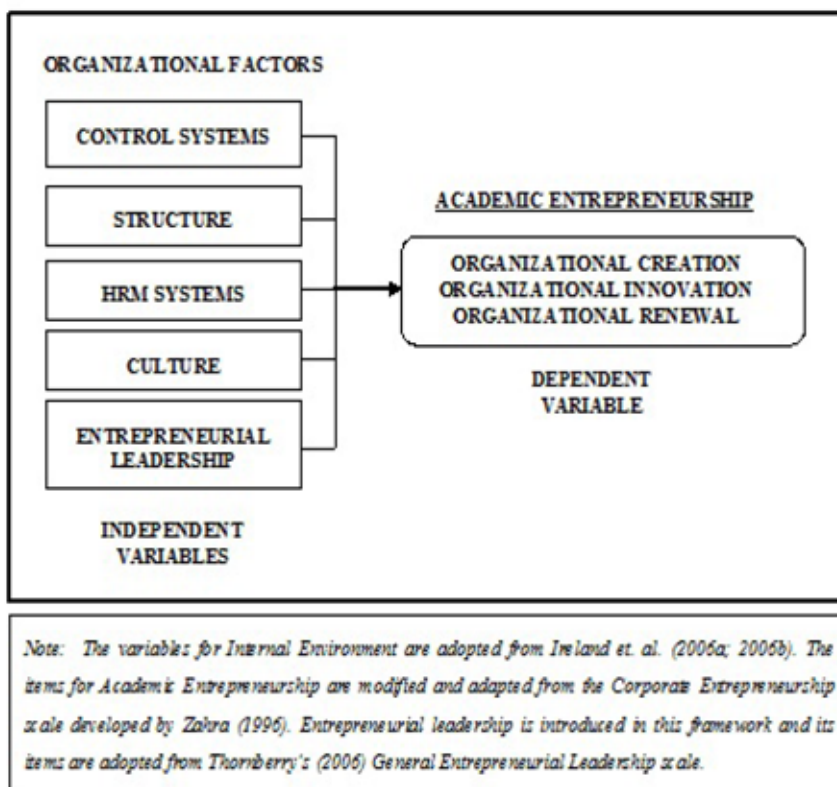 ORGANIZATIONAL FACTORS
CONTROL SYSTEMS
STRUCTURE
HRM SYSTEMS
CULTURE
ENTREPRENEURIAL
LEADERSHIP
INDEPENDENT
VARIABLES
ACADEMIC ENTREPRENEURSHIP
ORGANIZATIONAL CREATION
ORGANIZATIONAL INNOVATION
ORGANIZATIONAL RENEWAL
DEPENDENT
VARIABLE
Note: The variables for Internal Environment are adopted from Ireland et. al. (2006a; 2006b). The
items for Academic Entrepreneurship are modified and adapted from the Corporate Entrepreneurship
scale developed by Zahra (1996). Entrepreneurial leadership is introduced in this framework and its
items are adopted from Thornberry's (2006) General Entrepreneurial Leadership scale.